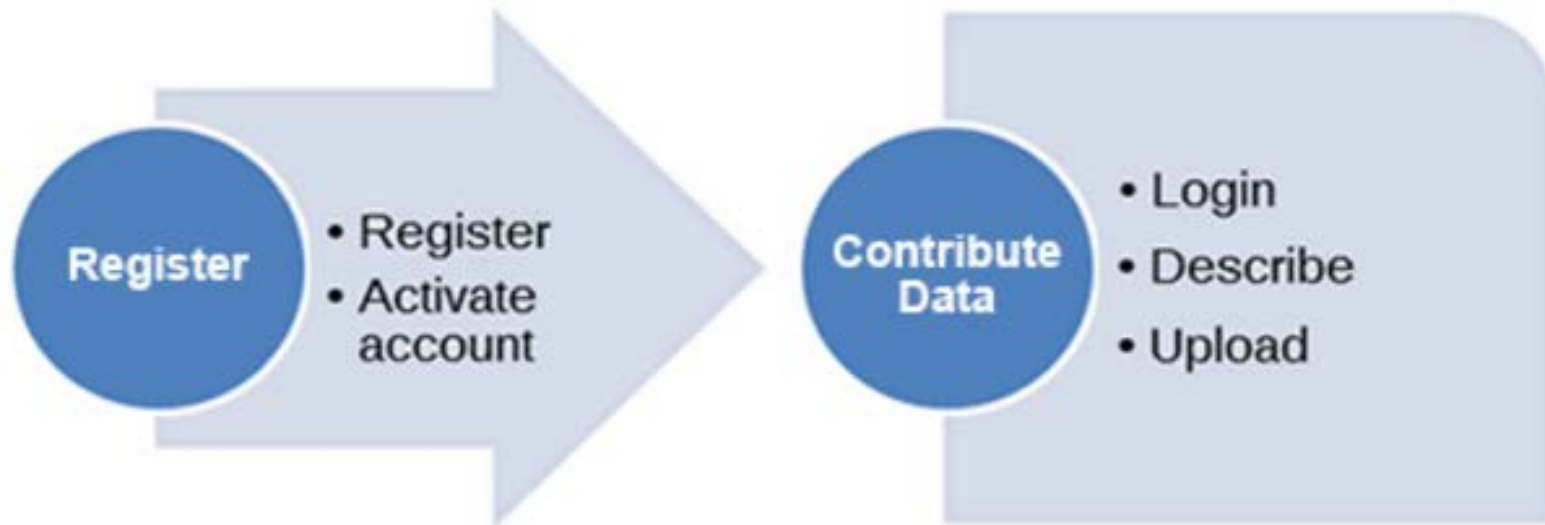 Register
• Register
• Activate
account
Contribute
Data
• Login
• Describe
• Upload